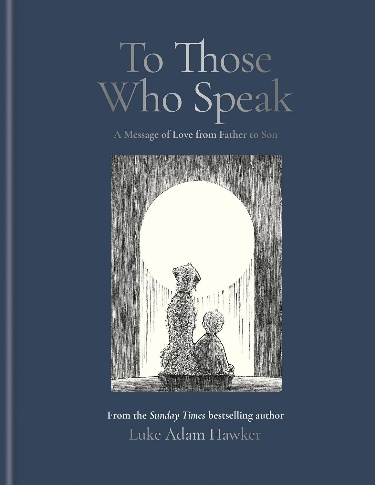 To Those
Who Speak
A Message of Love from Father to Son
From the Sunday Times bestselling author
Luke Adam Hawker